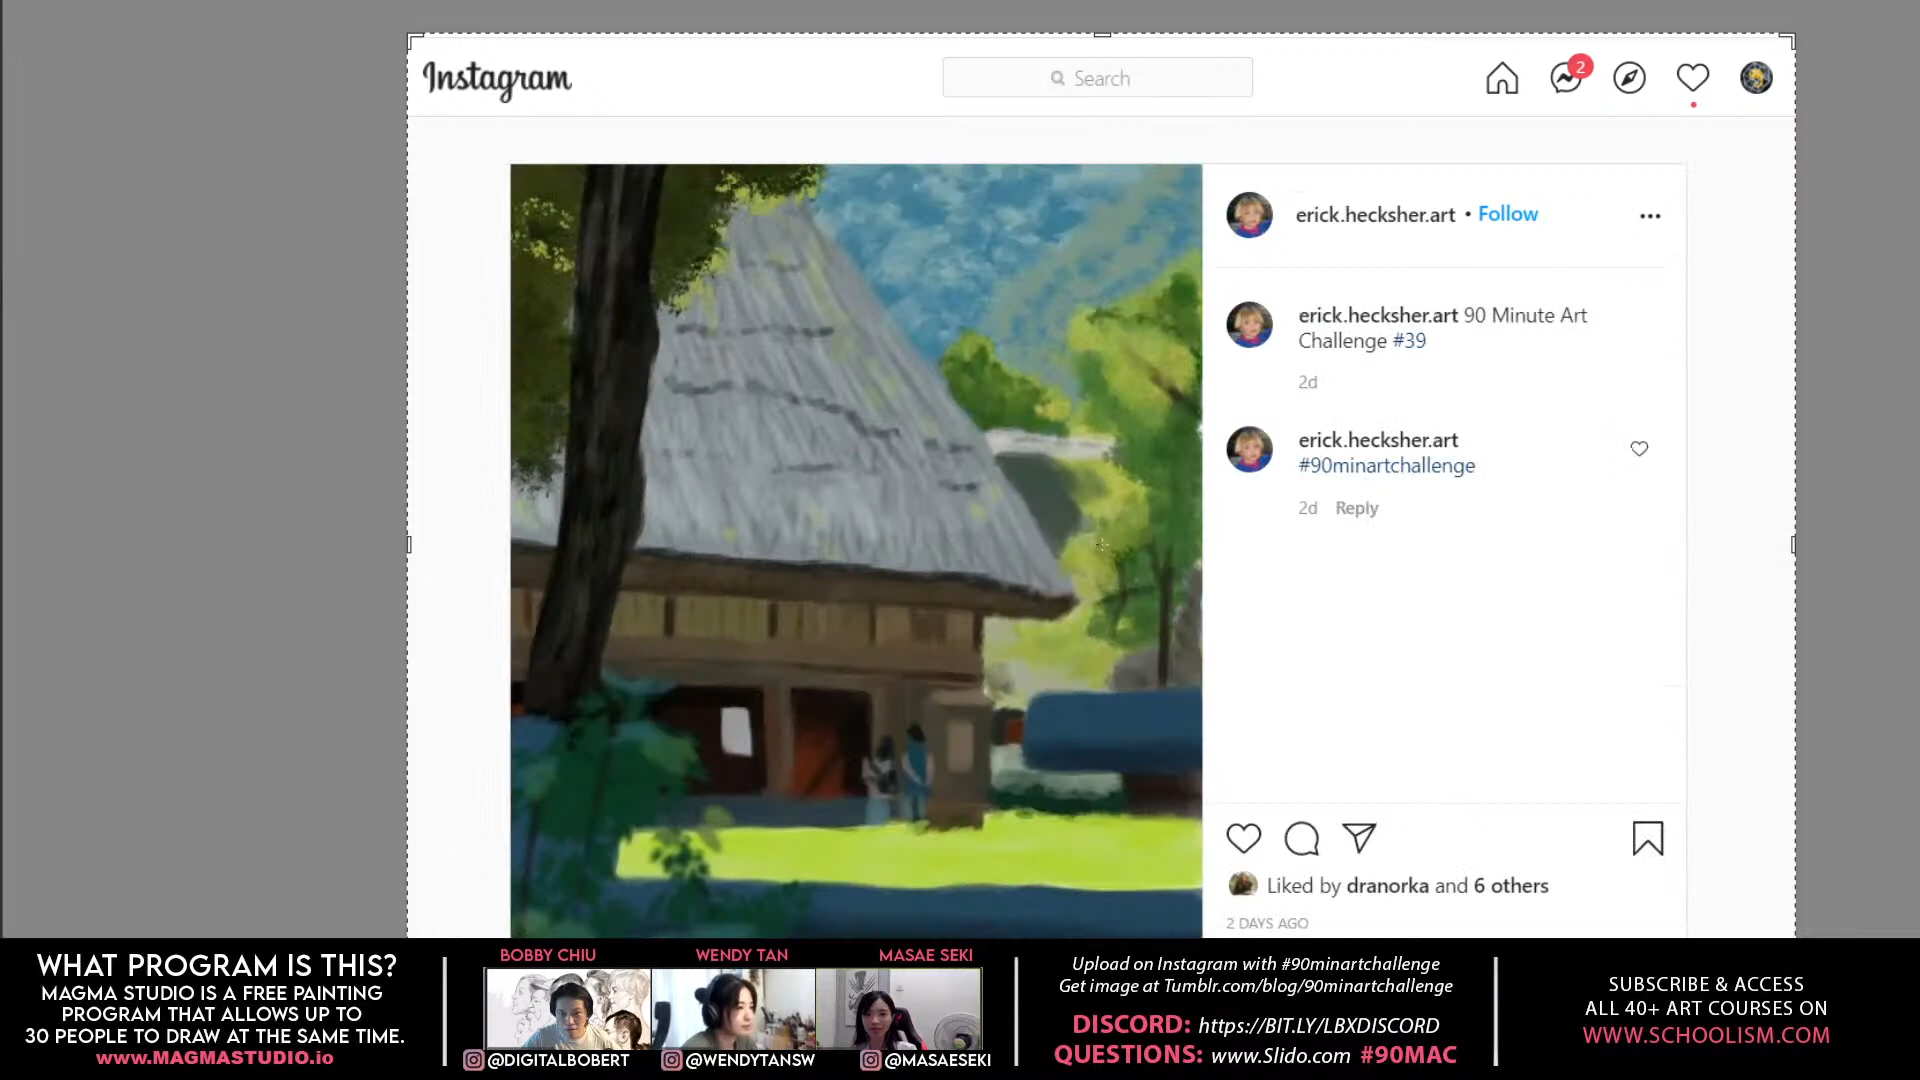 Instagram
Search
2
erick.hecksher.art • Follow
erick.hecksher.art 90 Minute Art
Challenge #39
2d
erick.hecksher.art
#90minartchallenge
2d Reply
Liked by dranorka and 6 others
2 DAYS AGO
WHAT PROGRAM IS THIS?
MAGMA STUDIO IS A FREE PAINTING
PROGRAM THAT ALLOWS UP TO
30 PEOPLE TO DRAW AT THE SAME TIME.
www.MAGMASTUDIO.io
BOBBY CHIU
WENDY TAN
MASAE SEKI
@DIGITALBOBERT
@WENDYTANSW
@MASAESEKI
Upload on Instagram with #90minartchallenge
Get image at Tumblr.com/blog/90minartchallenge
DISCORD: https://BIT.LY/LBXDISCORD
QUESTIONS: www.Slido.com #90MAC
SUBSCRIBE & ACCESS
ALL 40+ ART COURSES ON
WWW.SCHOOLISM.COM